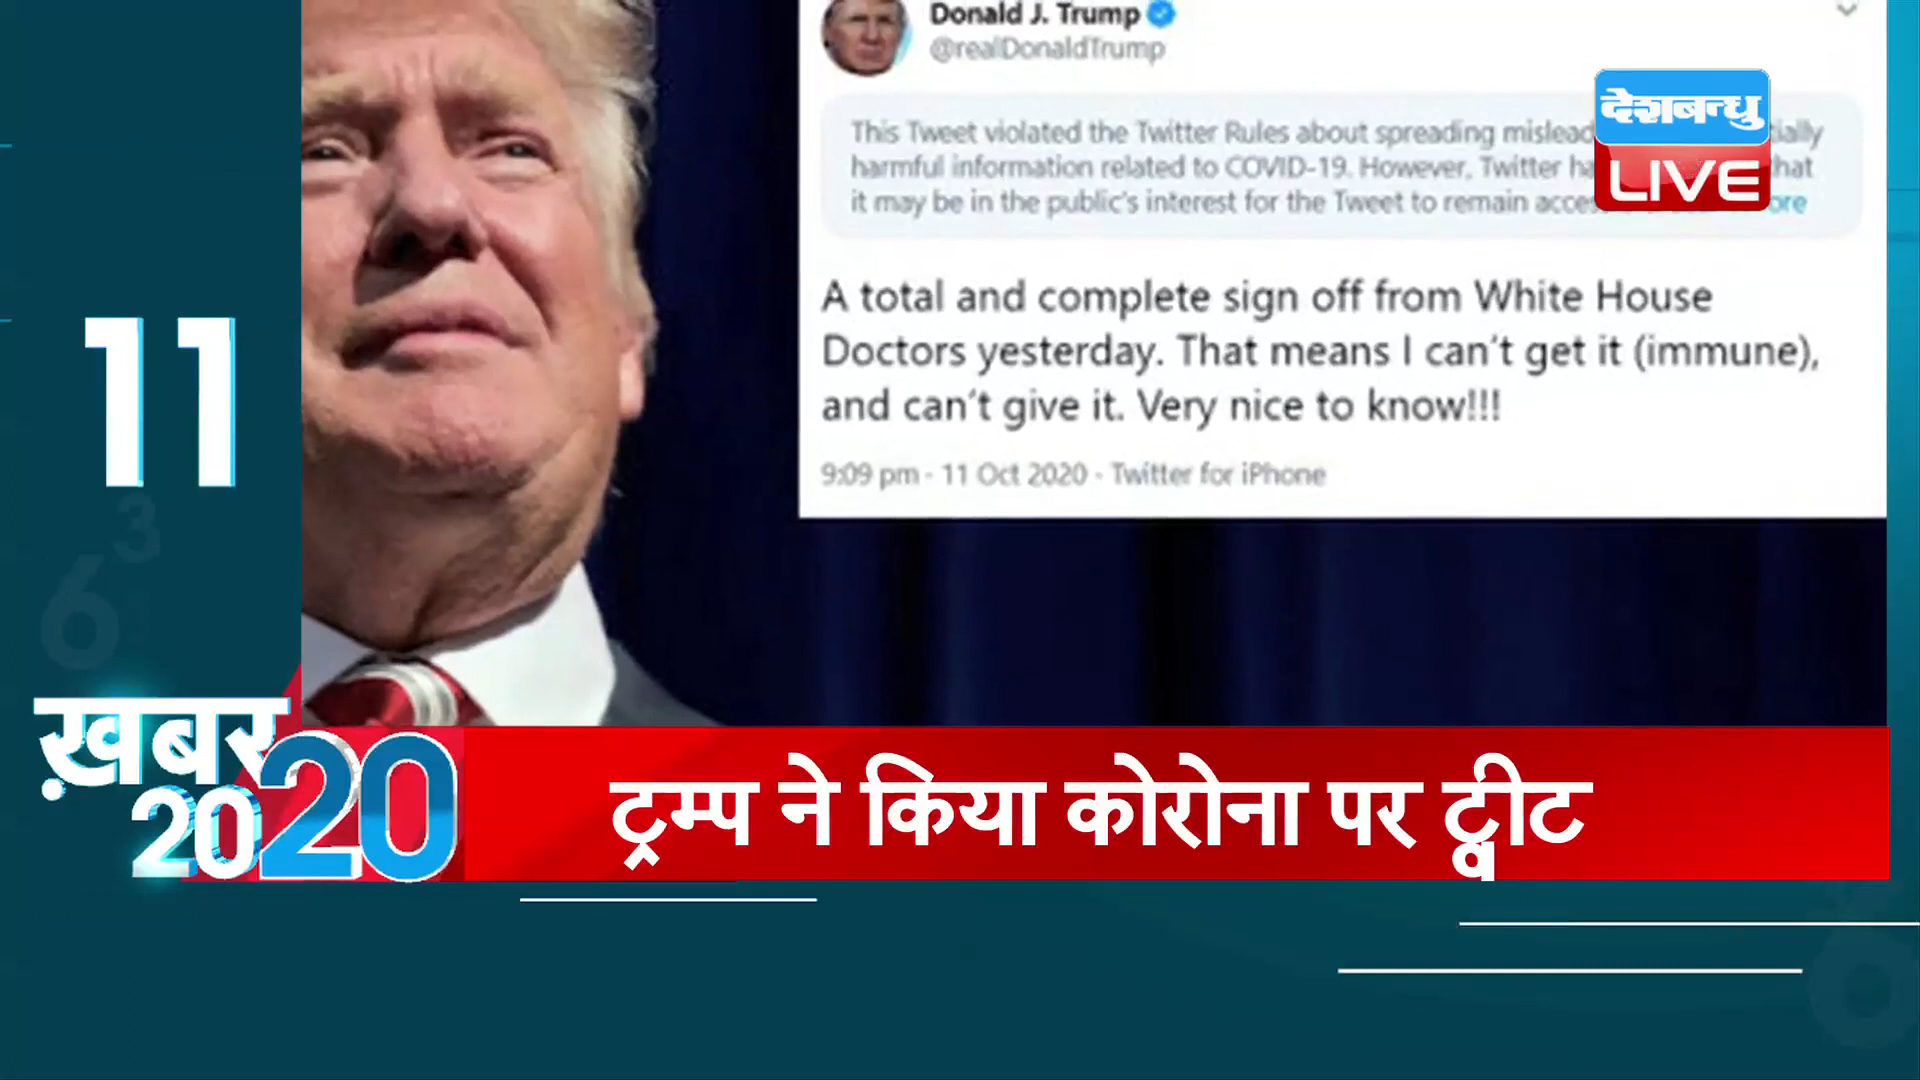 Donald J. Trump
@realDonaldTrump
This Tweet violated the Twitter Rules about spreading
harmful information related to COVID-19. However, Twitter
it may be in the public's interest for the Tweet to remain
देशबन्धु
LIVE
A total and complete sign off from White House
Doctors yesterday. That means I can't get it (immune),
and can't give it. Very nice to know!!!
9:09 pm - 11 Oct 2020 - Twitter for iPhone
11
3
6
ख़बर
2020
ट्रम्प ने किया कोरोना पर ट्वीट